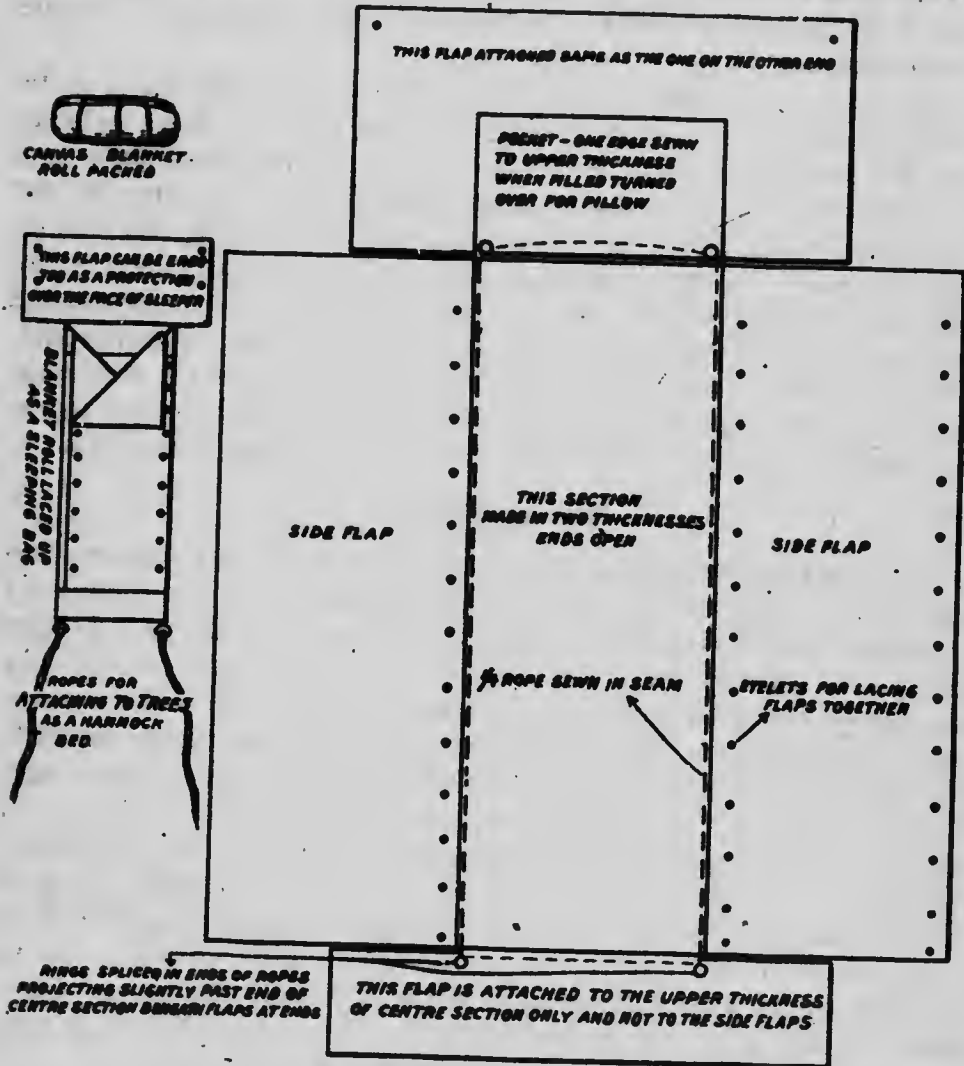 THIS FLAP ATTACHED SAME AS THE ONE ON THE OTHER END
CANVAS BLANKET
ROLL PACKED
POCKET - ONE EDGE SEWN
TO UPPER THICKNESS
WHEN FILLED TURNED
OVER FOR PILLOW
THIS FLAP CAN BE
AS A PROTECTION
OVER THE FACE OF SLEEPER
BLANKET ROLL LACED UP
AS A SLEEPING BAG
SIDE FLAP
THIS SECTION
MADE IN TWO THICKNESSES
ENDS OPEN
SIDE FLAP
ROPES FOR
ATTACHING TO TREES
AS A HAMMOCK
BED
ROPE SEWN IN SEAM
EYELETS FOR LACING
FLAPS TOGETHER
RINGS SPLICED IN ENDS OF ROPES
PROJECTING SLIGHTLY PAST END OF
CENTRE SECTION BENEATH FLAPS AT ENDS
THIS FLAP IS ATTACHED TO THE UPPER THICKNESS
OF CENTRE SECTION ONLY AND NOT TO THE SIDE FLAPS